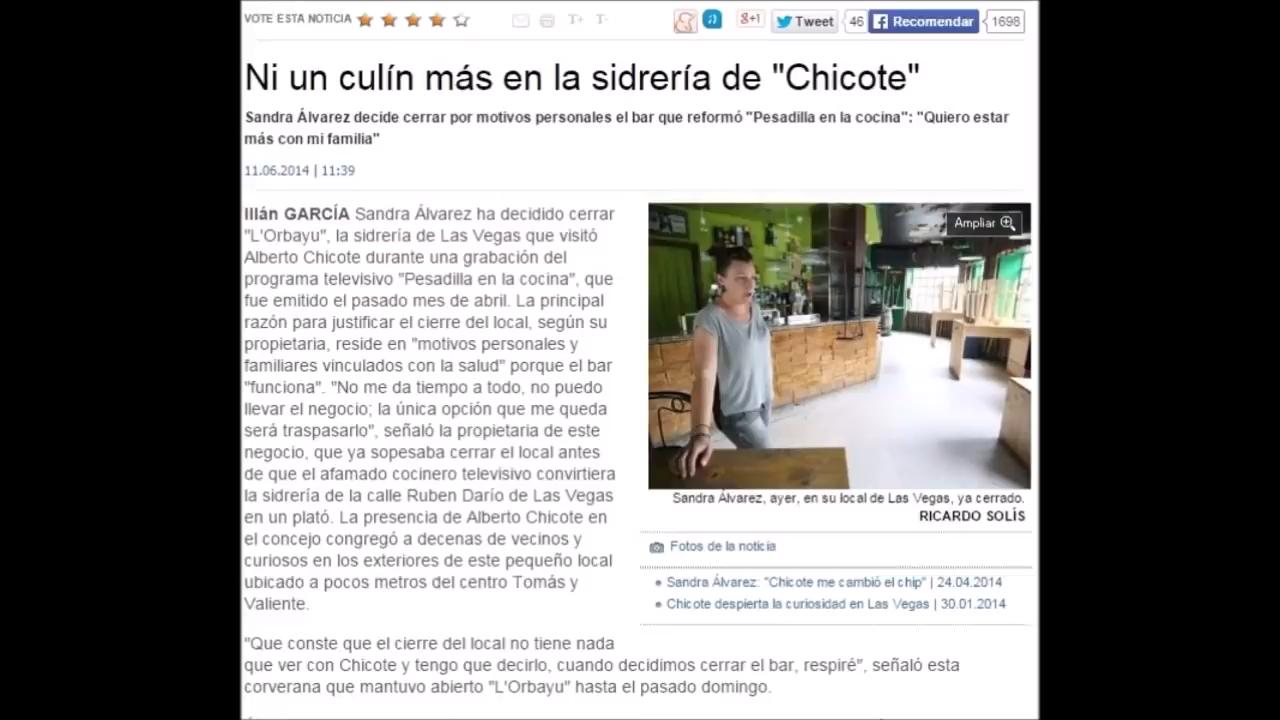 VOTE ESTA NOTICIA
T+ T-
g+1
Tweet 46
Recomendar 1698
Ni un culín más en la sidrería de "Chicote"
Sandra Álvarez decide cerrar por motivos personales el bar que reformó "Pesadilla en la cocina": "Quiero estar
más con mi familia"
11.06.2014 | 11:39
Illán GARCÍA Sandra Álvarez ha decidido cerrar
"L'Orbayu", la sidrería de Las Vegas que visitó
Alberto Chicote durante una grabación del
programa televisivo "Pesadilla en la cocina", que
fue emitido el pasado mes de abril. La principal
razón para justificar el cierre del local, según su
propietaria, reside en "motivos personales y
familiares vinculados con la salud" porque el bar
"funciona". "No me da tiempo a todo, no puedo
llevar el negocio; la única opción que me queda
será traspasarlo", señaló la propietaria de este
negocio, que ya sopesaba cerrar el local antes
de que el afamado cocinero televisivo convirtiera
la sidrería de la calle Ruben Darío de Las Vegas
en un plató. La presencia de Alberto Chicote en
el concejo congregó a decenas de vecinos y
curiosos en los exteriores de este pequeño local
ubicado a pocos metros del centro Tomás y
Valiente.
Ampliar
Sandra Álvarez, ayer, en su local de Las Vegas, ya cerrado.
RICARDO SOLÍS
Fotos de la noticia
Sandra Álvarez: "Chicote me cambió el chip" | 24.04.2014
Chicote despierta la curiosidad en Las Vegas | 30.01.2014
"Que conste que el cierre del local no tiene nada
que ver con Chicote y tengo que decirlo, cuando decidimos cerrar el bar, respiré", señaló esta
corverana que mantuvo abierto "L'Orbayu" hasta el pasado domingo.